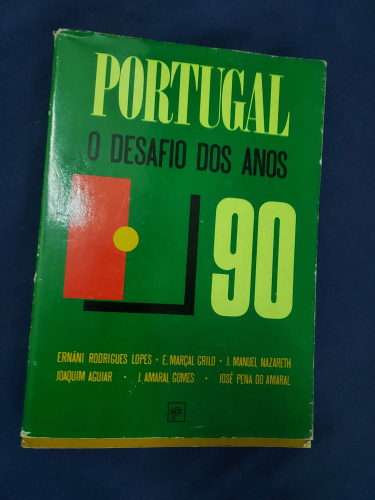 PORTUGAL
O DESAFIO DOS ANOS
90
ERNÂNI RODRIGUES LOPES · E. MARÇAL GRILO · J. MANUEL NAZARETH
JOAQUIM AGUIAR · J. AMARAL GOMES · JOSÉ PENA DO AMARAL